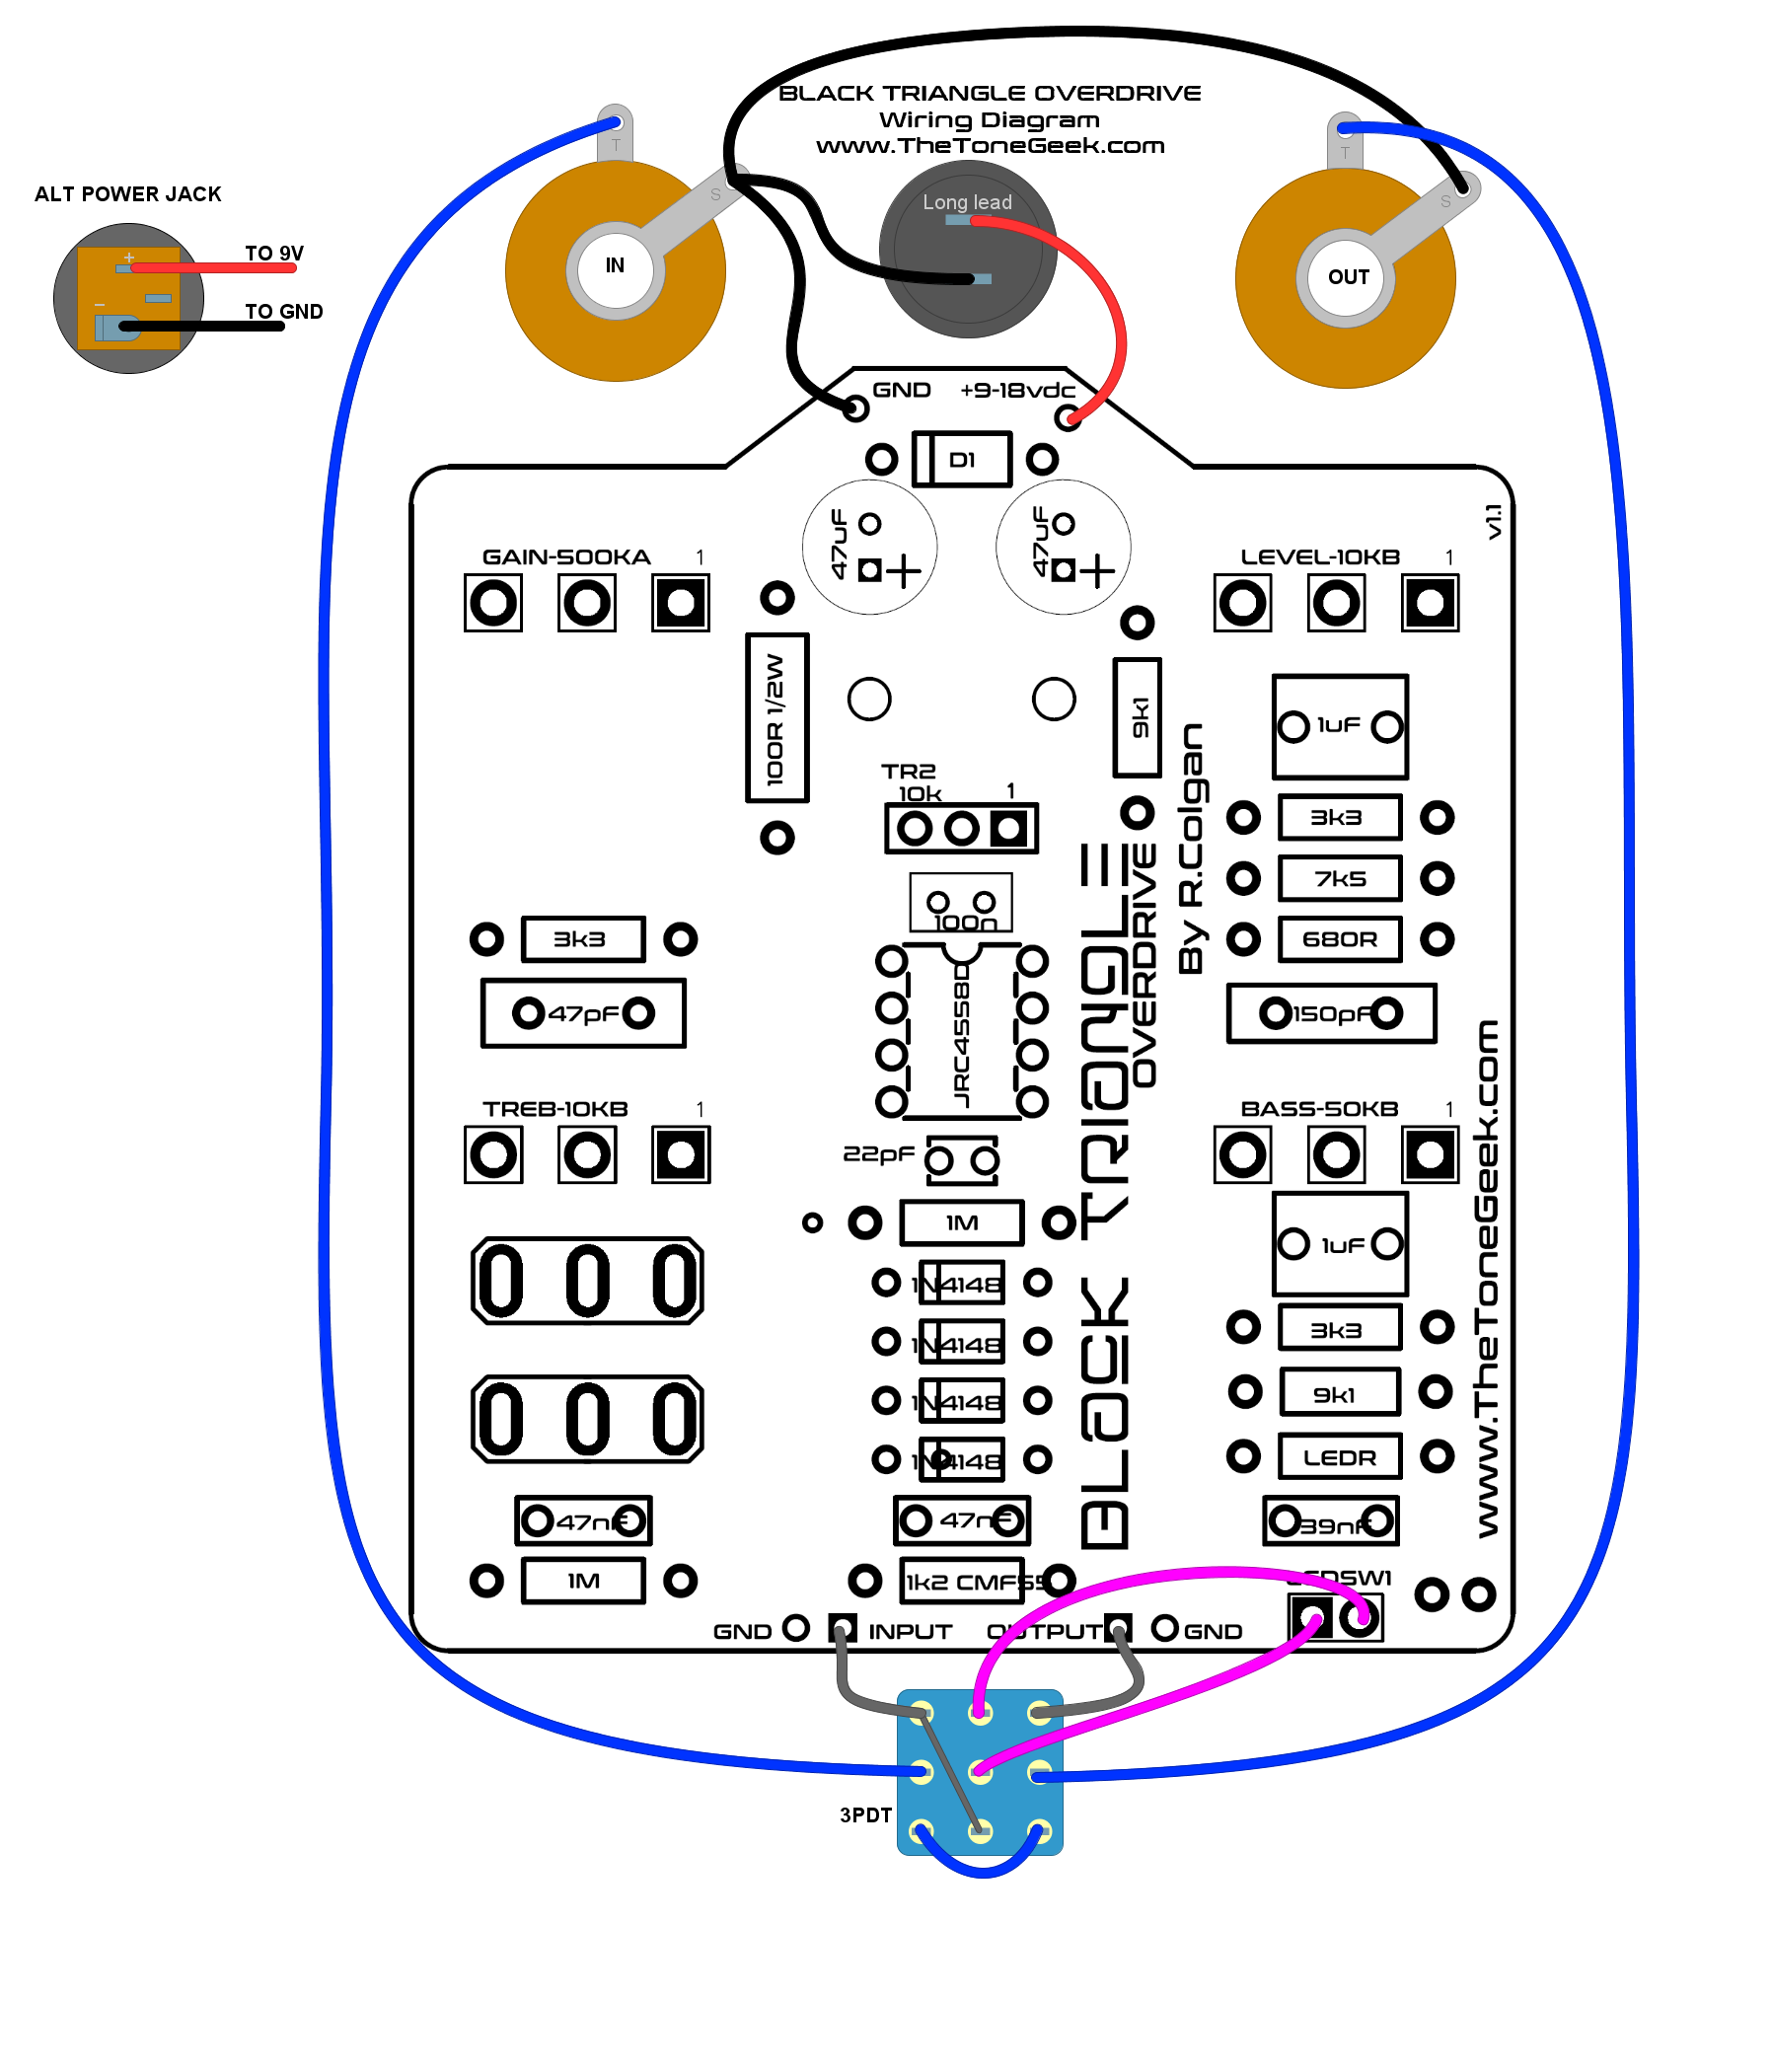 BLACK TRIANGLE OVERDRIVE
Wiring Diagram
www.TheToneGeek.com
ALT POWER JACK
+
TO 9V
−
TO GND
T
S
IN
Long lead
T
S
OUT
GND
+9-18vdc
D1
47uF
+
47uF
+
v1.1
GAIN-500KA
1
LEVEL-10KB
1
100R 1/2W
9k1
1uF
TR2
10k
1
3k3
7k5
680R
100n
3k3
47pF
JRC4558D
150pF
BLACK TRIANGLE
OVERDRIVE
By R.Colgan
www.TheToneGeek.com
TREB-10KB
1
BASS-50KB
1
22pF
1M
1uF
1N4148
1N4148
1N4148
1N4148
3k3
9k1
LEDR
47nF
47nF
39nF
1M
1k2 CMF55
LEDSW1
GND
INPUT
OUTPUT
GND
3PDT